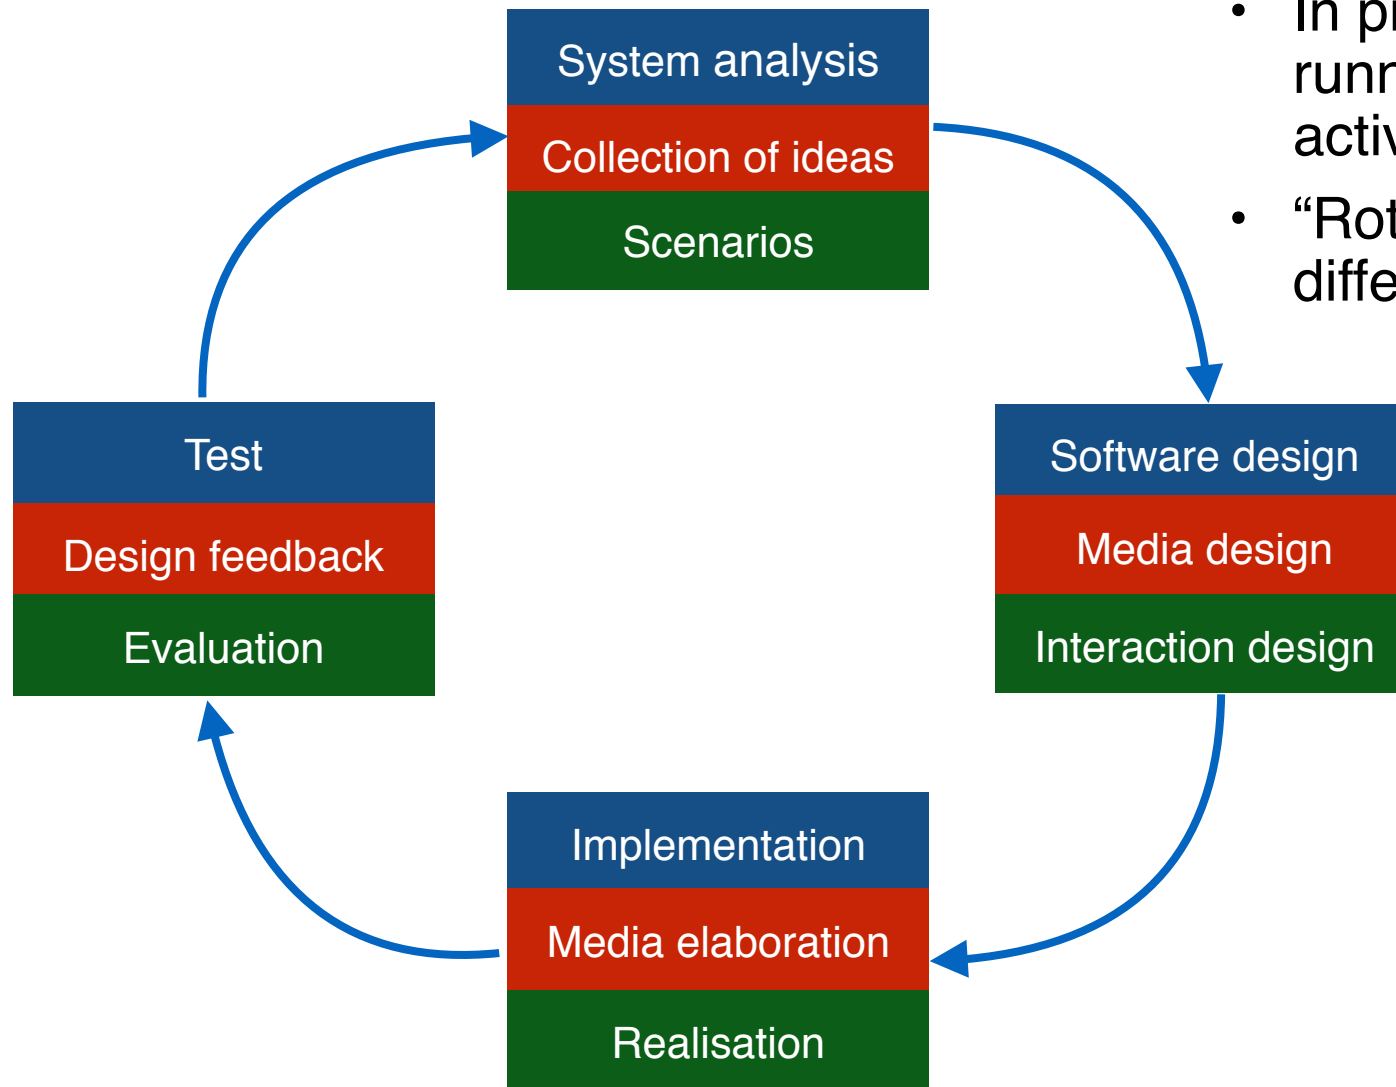 System analysis
Collection of ideas
Scenarios
• In
•
• “
Test
Design feedback
Evaluation
Software design
Media design
Interaction design
Implementation
Media elaboration
Realisation